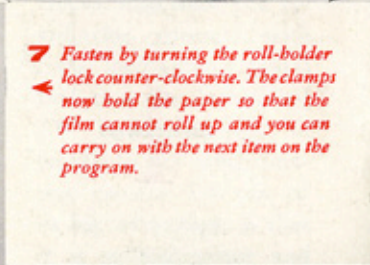 7 Fasten by turning the roll-holder
lock counter-clockwise. The clamps
now hold the paper so that the
film cannot roll up and you can
carry on with the next item on the
program.